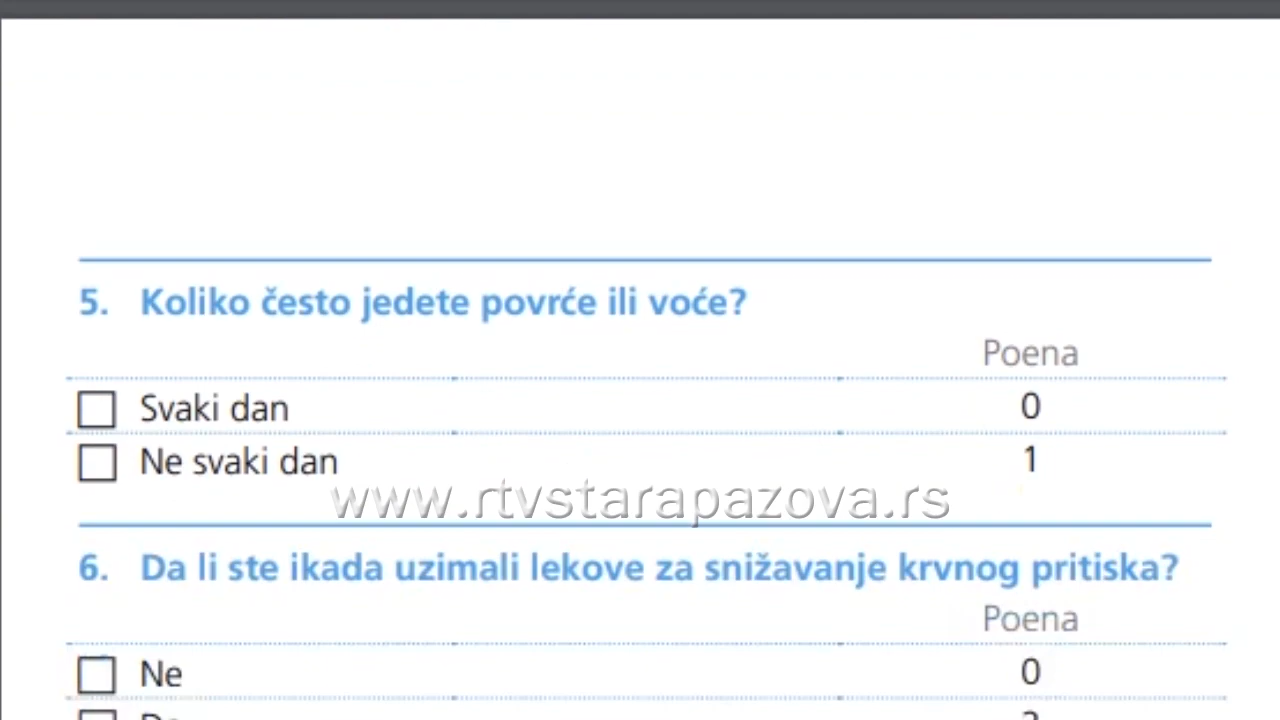 5. Koliko često jedete povrće ili voće?
Poena
Svaki dan 0
Ne svaki dan 1
www.rtvstarapazova.rs
6. Da li ste ikada uzimali lekove za snižavanje krvnog pritiska?
Poena
Ne 0